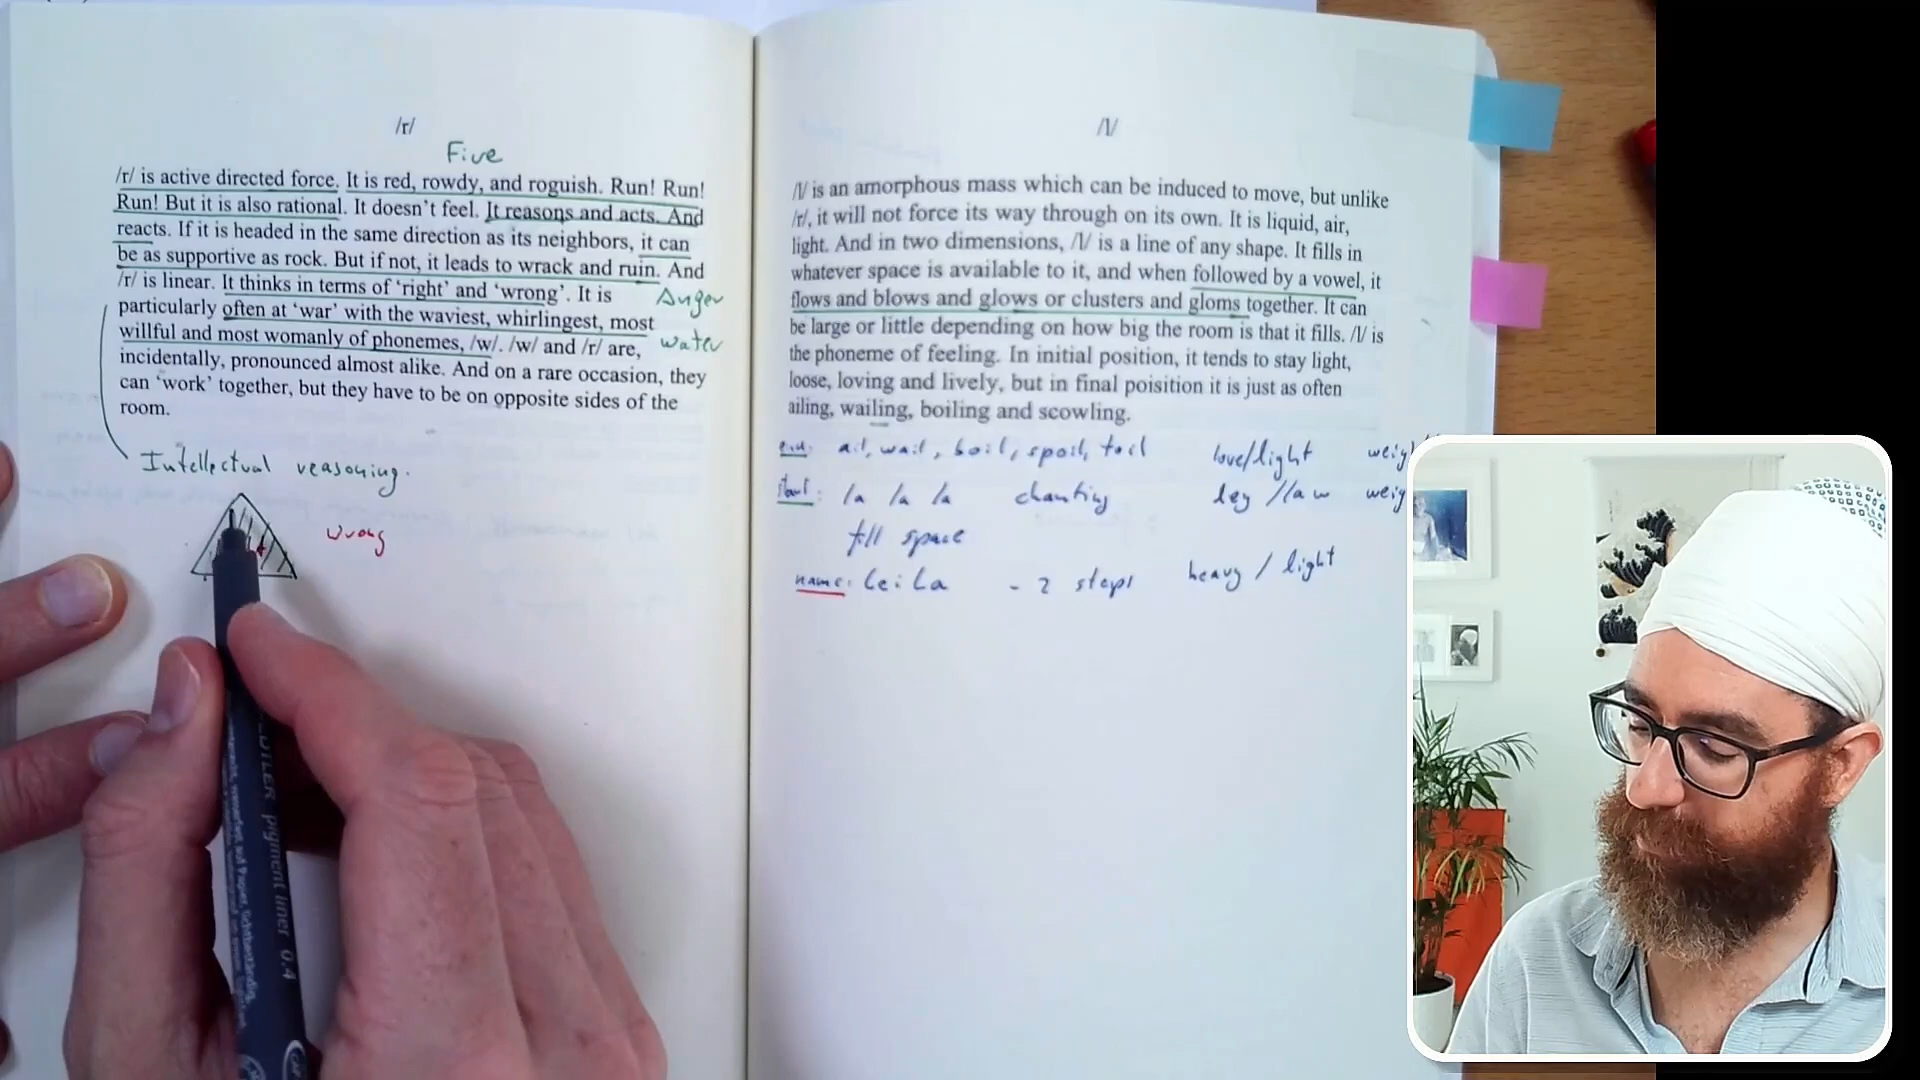 /r/
Five
/r/ is active directed force. It is red, rowdy, and roguish. Run! Run!
Run! But it is also rational. It doesn't feel. It reasons and acts. And
reacts. If it is headed in the same direction as its neighbors, it can
be as supportive as rock. But if not, it leads to wrack and ruin. And
/r/ is linear. It thinks in terms of 'right' and 'wrong'. It is
Anger
particularly often at 'war' with the waviest, whirlingest, most
willful and most womanly of phonemes, /w/. /w/ and /r/ are,
water
incidentally, pronounced almost alike. And on a rare occasion, they
can 'work' together, but they have to be on opposite sides of the
room.
Intellectual reasoning.
wrong
STAEDTLER pigment liner 0.4
/l/
/l/ is an amorphous mass which can be induced to move, but unlike
/r/, it will not force its way through on its own. It is liquid, air,
light. And in two dimensions, /l/ is a line of any shape. It fills in
whatever space is available to it, and when followed by a vowel, it
flows and blows and glows or clusters and gloms together. It can
be large or little depending on how big the room is that it fills. /l/ is
the phoneme of feeling. In initial position, it tends to stay light,
loose, loving and lively, but in final poisition it is just as often
ailing, wailing, boiling and scowling.
end: ail, wail, boil, spoil, toil love/light
start: la la la chanting leg /law
fill space
name: LeiLa - 2 steps heavy / light